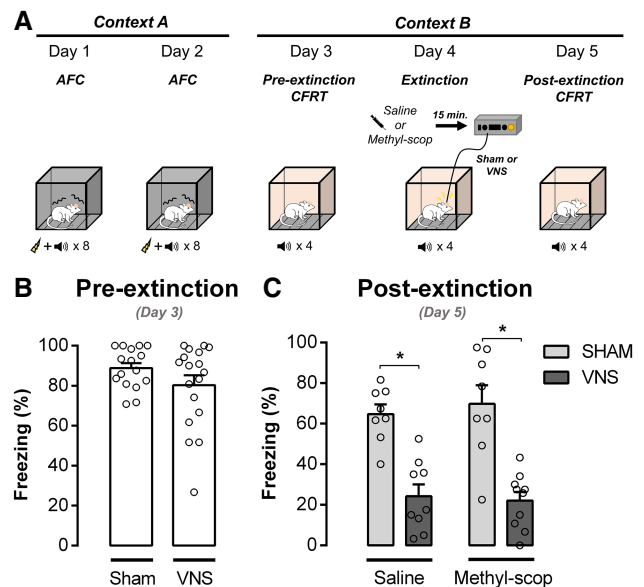 A
Context A
Context B
Day 1
Day 2
Day 3
Day 4
Day 5
AFC
AFC
Pre-extinction
CFRT
Extinction
Post-extinction
CFRT
Saline
or
Methyl-scop
15 min.
Sham or
VNS
+ x 8
+ x 8
x 4
x 4
x 4
B
Pre-extinction
(Day 3)
Freezing (%)
100
80
60
40
20
0
Sham
VNS
C
Post-extinction
(Day 5)
Freezing (%)
100
80
60
40
20
0
*
*
SHAM
VNS
Saline
Methyl-scop